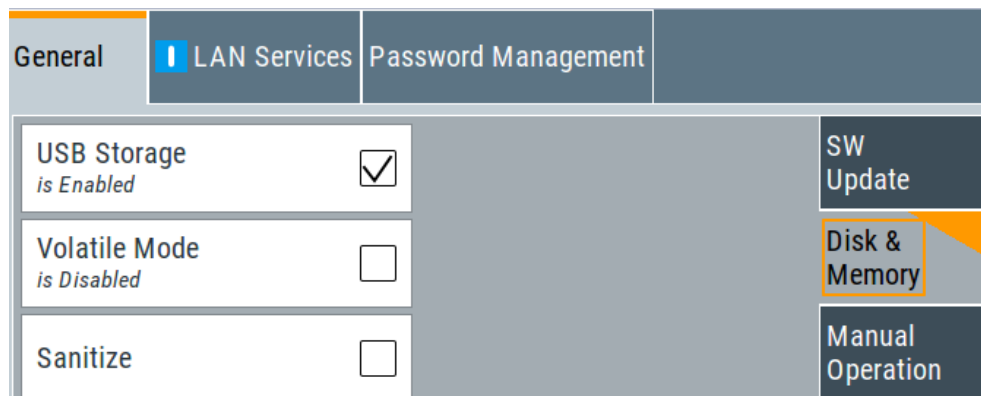 General
LAN Services
Password Management
USB Storage
is Enabled
Volatile Mode
is Disabled
Sanitize
SW
Update
Disk &
Memory
Manual
Operation